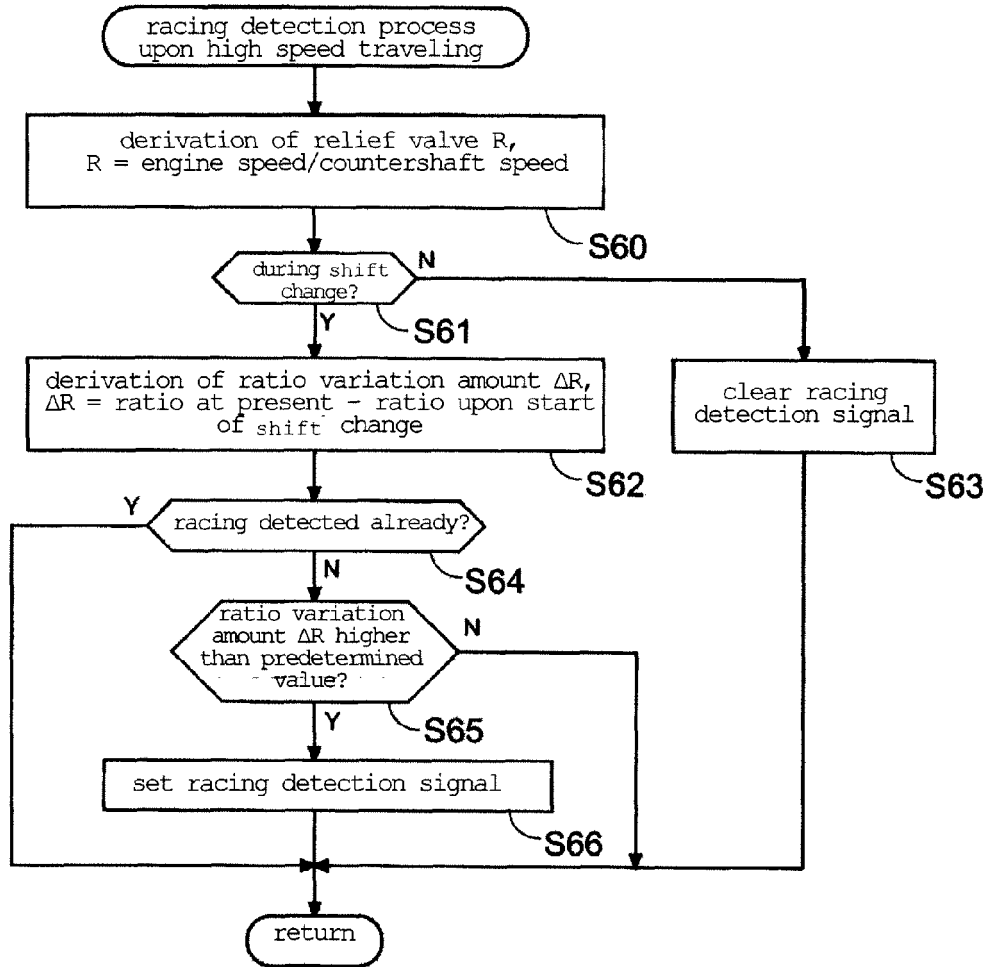 racing detection process
upon high speed traveling
derivation of relief valve R,
R = engine speed/countershaft speed
S60
during shift
change?
N
Y
S61
derivation of ratio variation amount ΔR,
ΔR = ratio at present - ratio upon start
of shift change
S62
clear racing
detection signal
S63
Y
racing detected already?
N
S64
ratio variation
amount ΔR higher
than predetermined
value?
N
Y
S65
set racing detection signal
S66
return